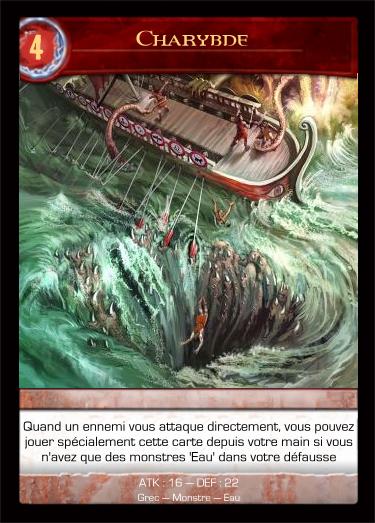 4
Charybde
Quand un ennemi vous attaque directement, vous pouvez
jouer spécialement cette carte depuis votre main si vous
n'avez que des monstres 'Eau' dans votre défausse
ATK : 16 — DEF : 22
Grec — Monstre — Eau